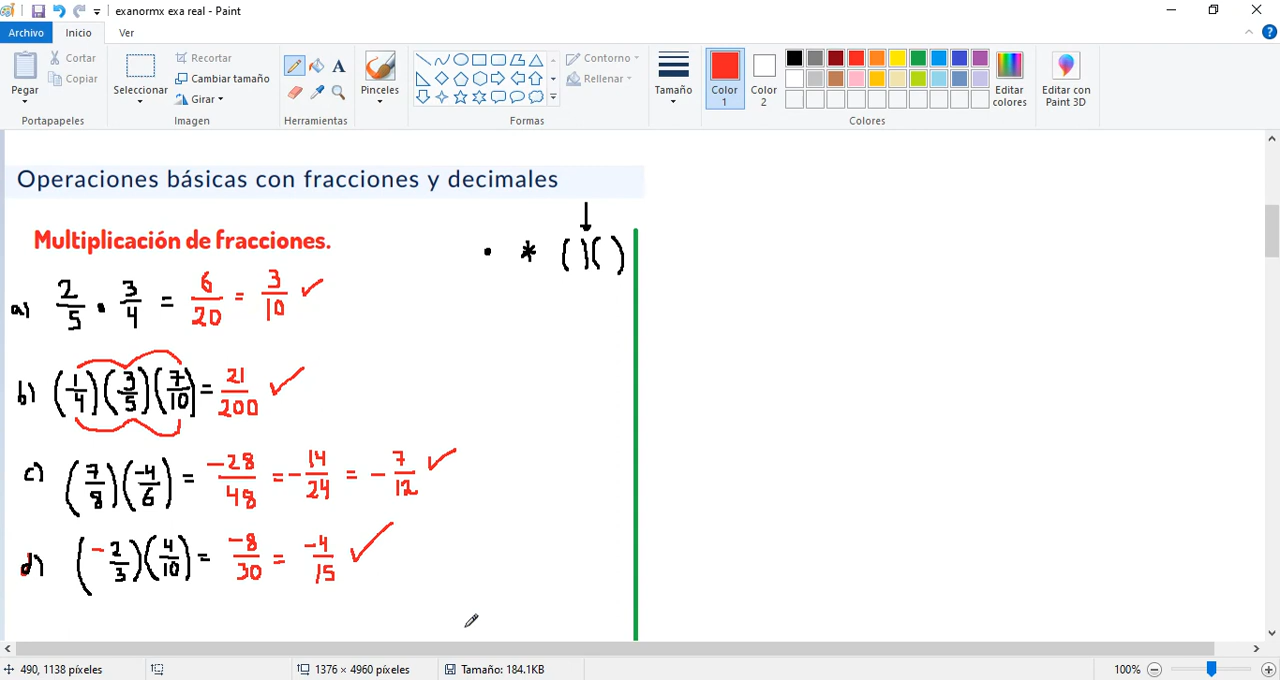 exanormx exa real - Paint
Archivo Inicio Ver
Pegar
Cortar
Copiar
Portapapeles
Seleccionar
Recortar
Cambiar tamaño
Girar
Imagen
A
Herramientas
Pinceles
Contorno
Rellenar
Formas
Tamaño
Color 1
Color 2
Editar colores
Colores
Editar con Paint 3D
Operaciones básicas con fracciones y decimales
Multiplicación de fracciones.
· * ( )( )
a) 2/5 · 3/4 = 6/20 = 3/10 ✓
b) (1/4)(3/5)(7/10) = 21/200 ✓
c) (7/8)(-4/6) = -28/48 = -14/24 = -7/12 ✓
d) (-2/3)(4/10) = -8/30 = -4/15 ✓
490, 1138 píxeles
1376 × 4960 píxeles
Tamaño: 184.1KB
100%